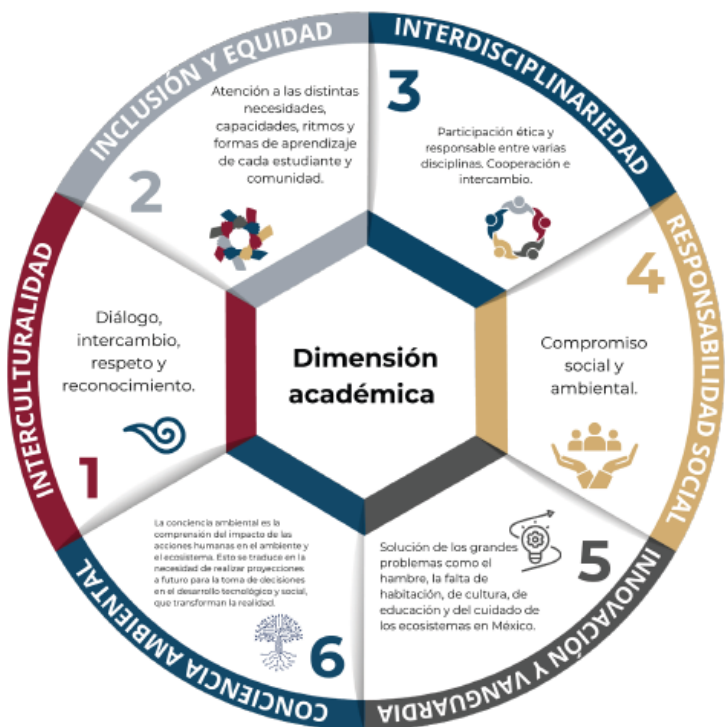 Dimensión
académica
INTERCULTURALIDAD
1
Diálogo,
intercambio,
respeto y
reconocimiento.
INCLUSIÓN Y EQUIDAD
2
Atención a las distintas
necesidades,
capacidades, ritmos y
formas de aprendizaje
de cada estudiante y
comunidad.
INTERDISCIPLINARIEDAD
3
Participación ética y
responsable entre varias
disciplinas. Cooperación e
intercambio.
RESPONSABILIDAD SOCIAL
4
Compromiso
social y
ambiental.
INNOVACIÓN Y VANGUARDIA
5
Solución de los grandes
problemas como el
hambre, la falta de
habitación, de cultura, de
educación y del cuidado de
los ecosistemas en México.
CONCIENCIA AMBIENTAL
6
La conciencia ambiental es la
comprensión del impacto de las
acciones humanas en el ambiente y
el ecosistema. Esto se traduce en la
necesidad de realizar proyecciones
a futuro para la toma de decisiones
en el desarrollo tecnológico y social,
que transforman la realidad.